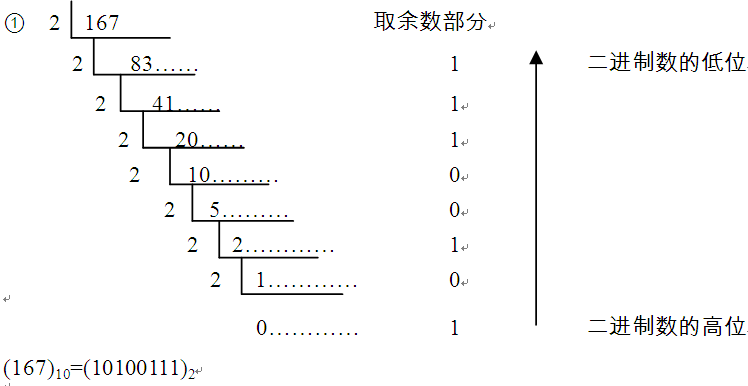 ① 2 167 取余数部分
2 83…… 1 二进制数的低位
2 41…… 1
2 20…… 1
2 10……… 0
2 5……… 0
2 2………… 1
2 1………… 0
0………… 1 二进制数的高位
(167)10=(10100111)2